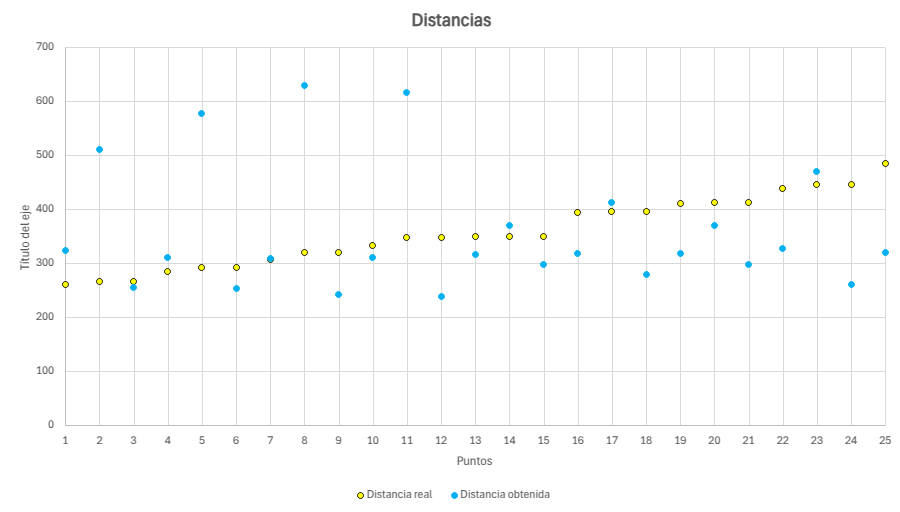 Distancias
700
600
500
400
300
200
100
0
Título del eje
1 2 3 4 5 6 7 8 9 10 11 12 13 14 15 16 17 18 19 20 21 22 23 24 25
Puntos
Distancia real Distancia obtenida